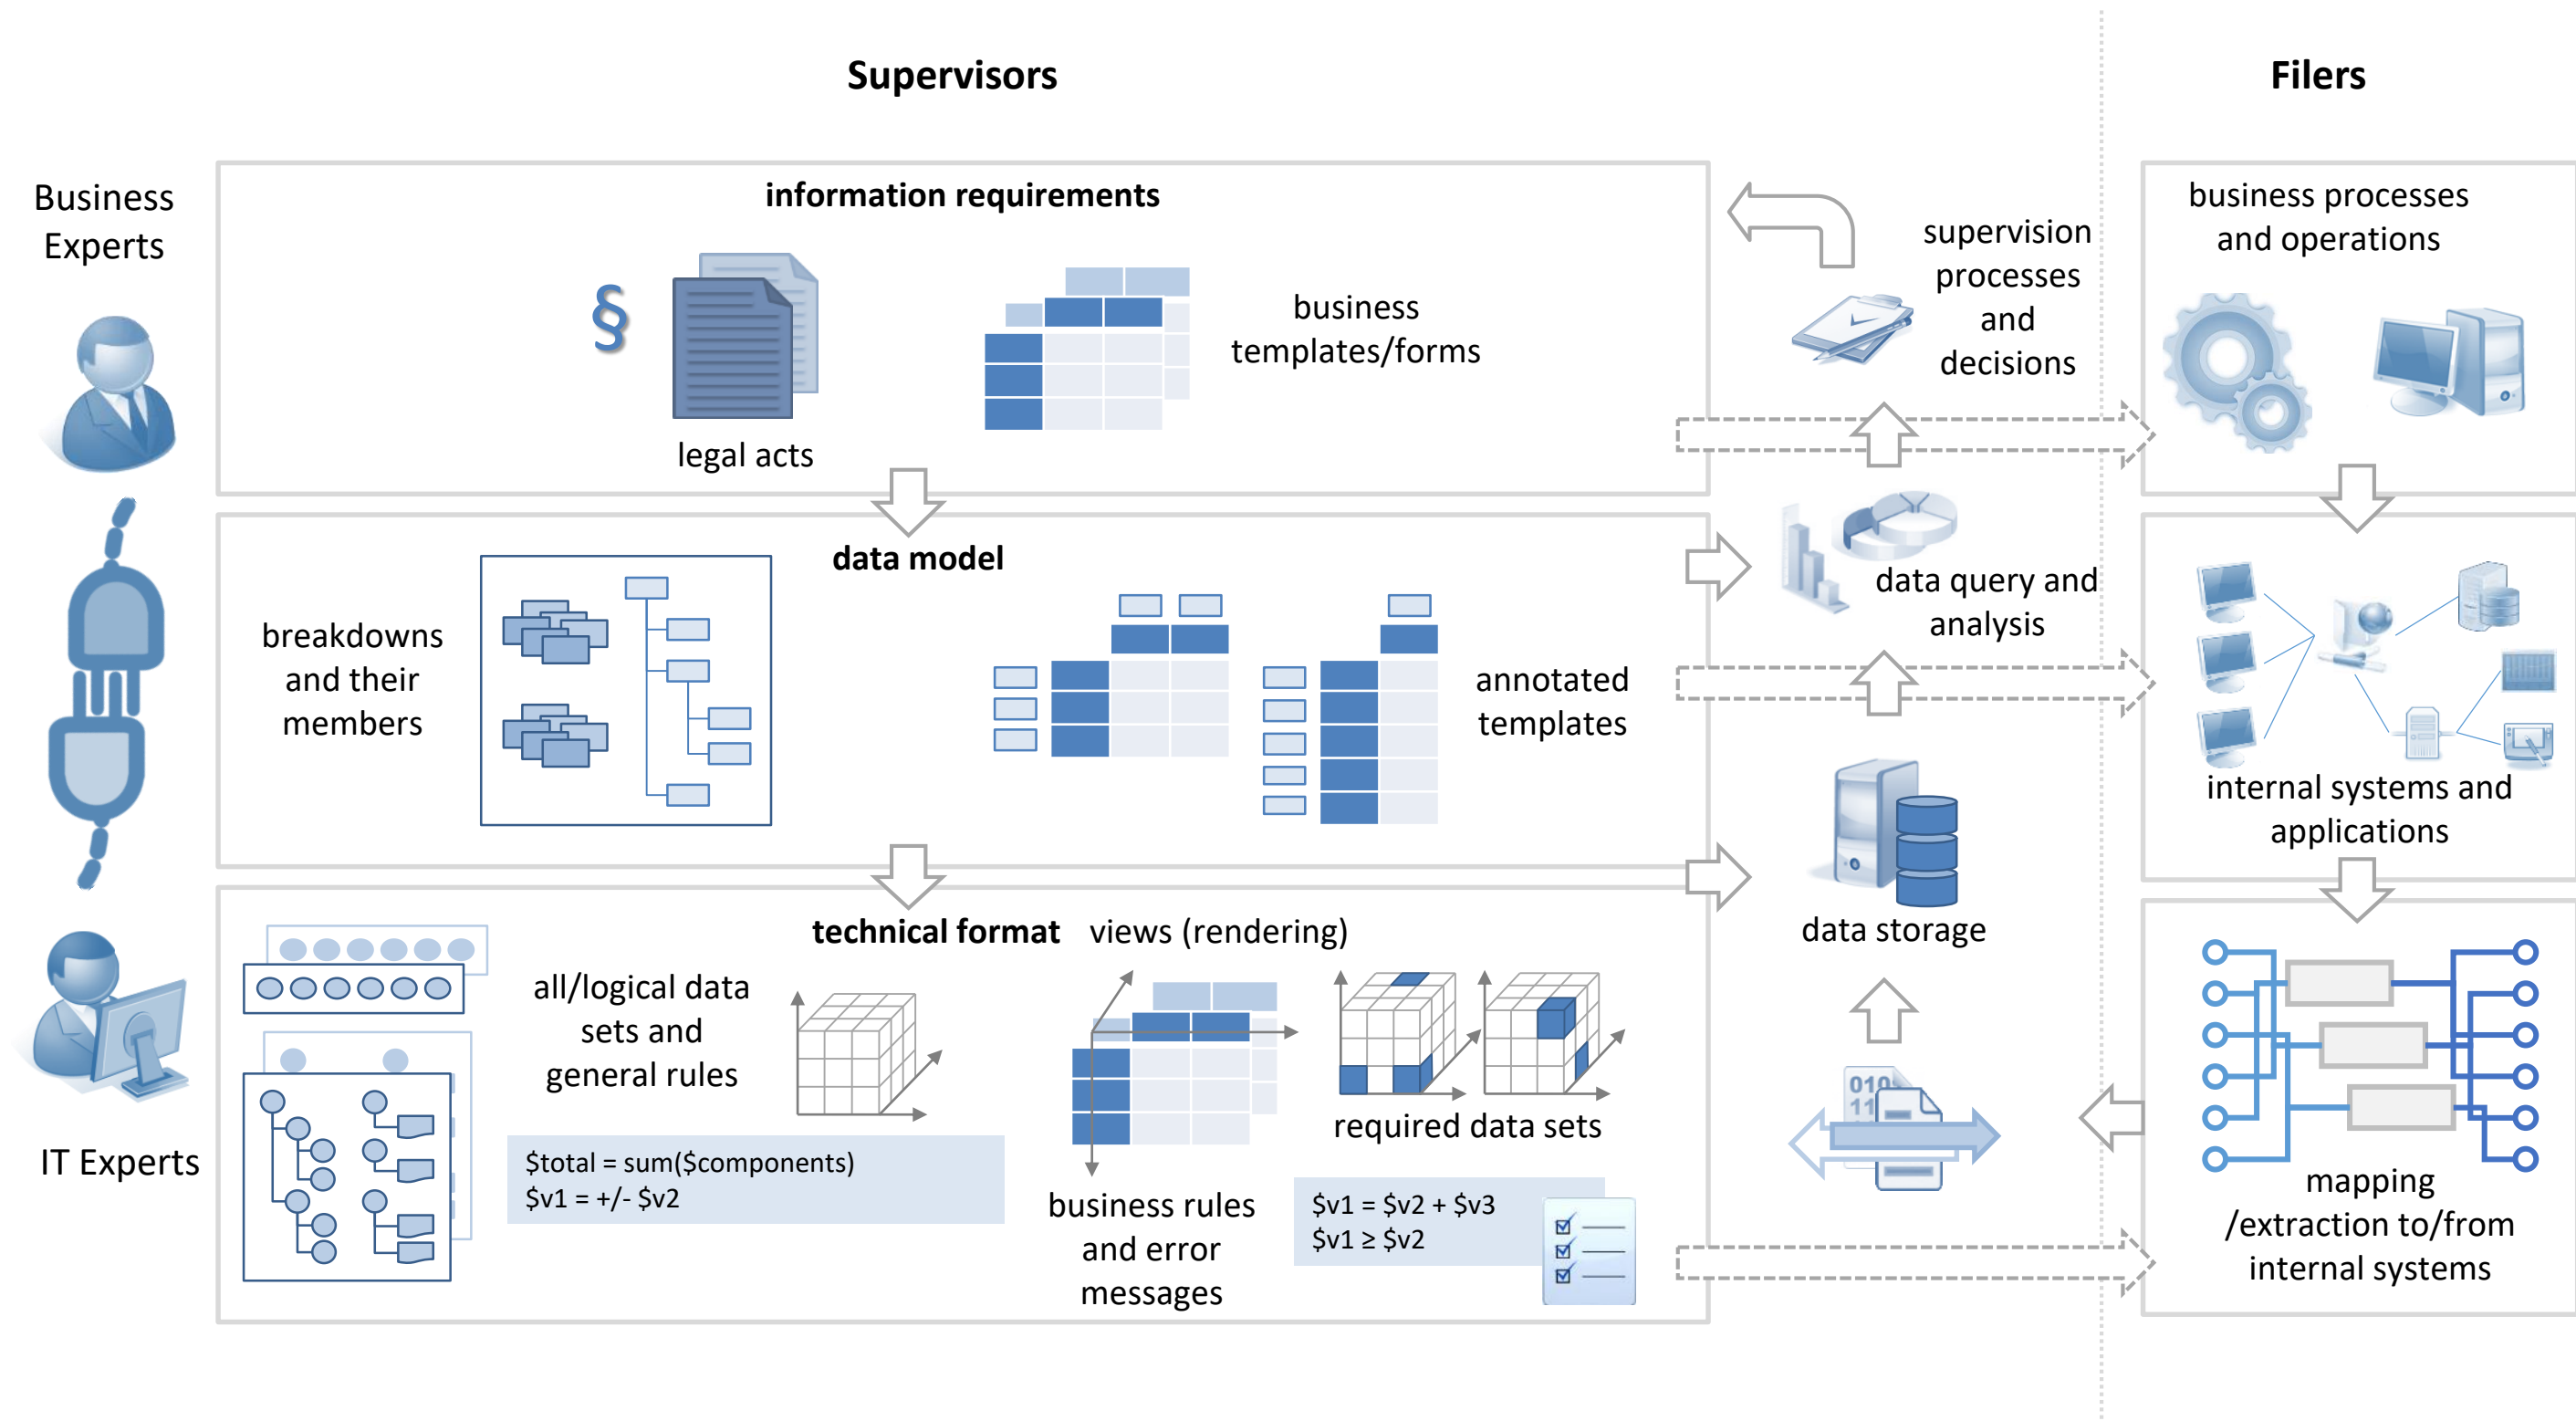 Supervisors
Filers
Business
Experts
information requirements
§
legal acts
business
templates/forms
supervision
processes
and
decisions
business processes
and operations
data model
breakdowns
and their
members
annotated
templates
data query and
analysis
internal systems and
applications
data storage
IT Experts
technical format
views (rendering)
all/logical data
sets and
general rules
required data sets
$total = sum($components)
$v1 = +/- $v2
business rules
and error
messages
$v1 = $v2 + $v3
$v1 ≥ $v2
010
11
mapping
/extraction to/from
internal systems